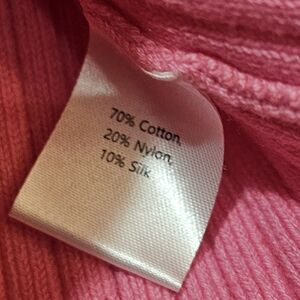 70% Cotton,
20% Nylon,
10% Silk